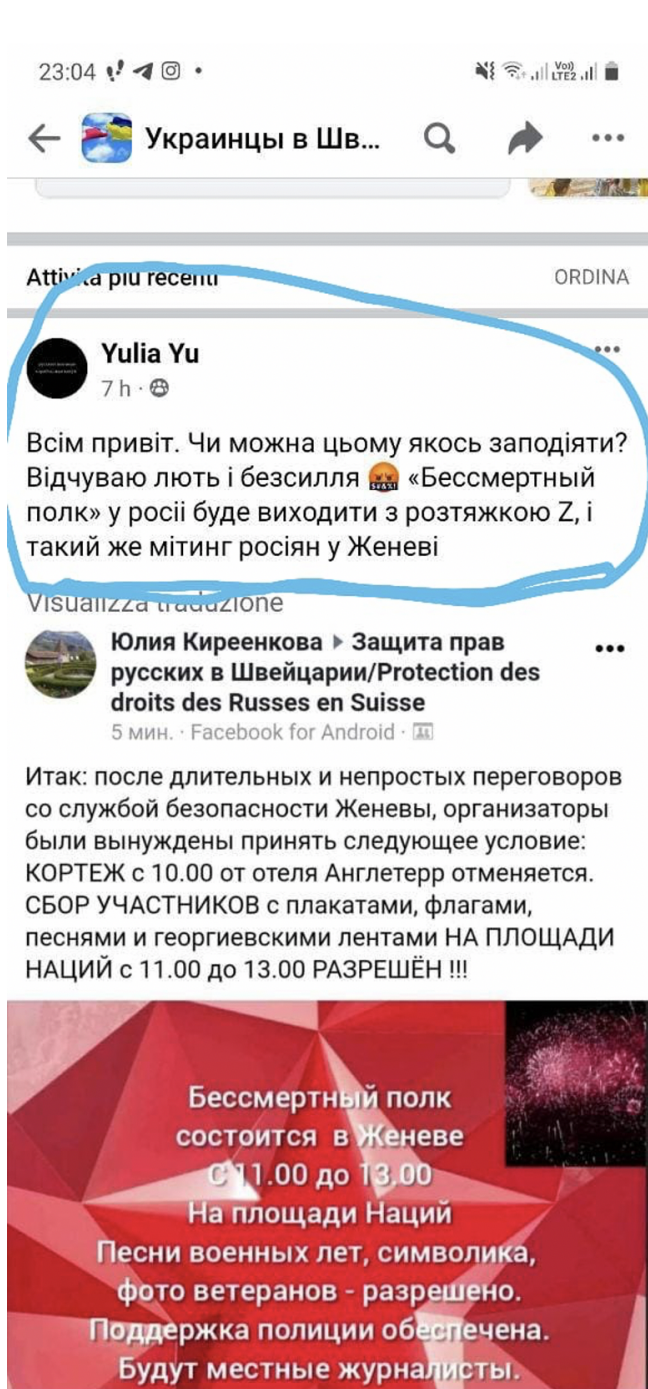 23:04
Vo))
LTE2
Украинцы в Шв...
Attività più recenti
ORDINA
Yulia Yu
7 h
Всім привіт. Чи можна цьому якось заподіяти?
Відчуваю лють і безсилля 🤬 «Бессмертный
полк» у росіі буде виходити з розтяжкою Z, і
такий же мітинг росіян у Женеві
Visualizza traduzione
Юлия Киреенкова ▸ Защита прав
русских в Швейцарии/Protection des
droits des Russes en Suisse
5 мин. · Facebook for Android ·
Итак: после длительных и непростых переговоров
со службой безопасности Женевы, организаторы
были вынуждены принять следующее условие:
КОРТЕЖ с 10.00 от отеля Англетерр отменяется.
СБОР УЧАСТНИКОВ с плакатами, флагами,
песнями и георгиевскими лентами НА ПЛОЩАДИ
НАЦИЙ с 11.00 до 13.00 РАЗРЕШЁН !!!
Бессмертный полк
состоится в Женеве
С 11.00 до 13.00
На площади Наций
Песни военных лет, символика,
фото ветеранов - разрешено.
Поддержка полиции обеспечена.
Будут местные журналисты.